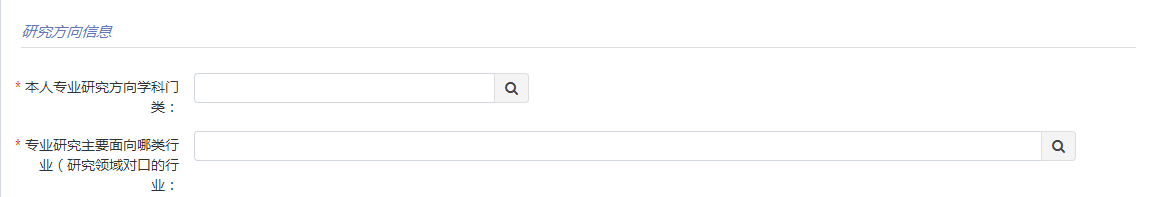 研究方向信息
* 本人专业研究方向学科门
类：
* 专业研究主要面向哪类行
业（研究领域对口的行
业：